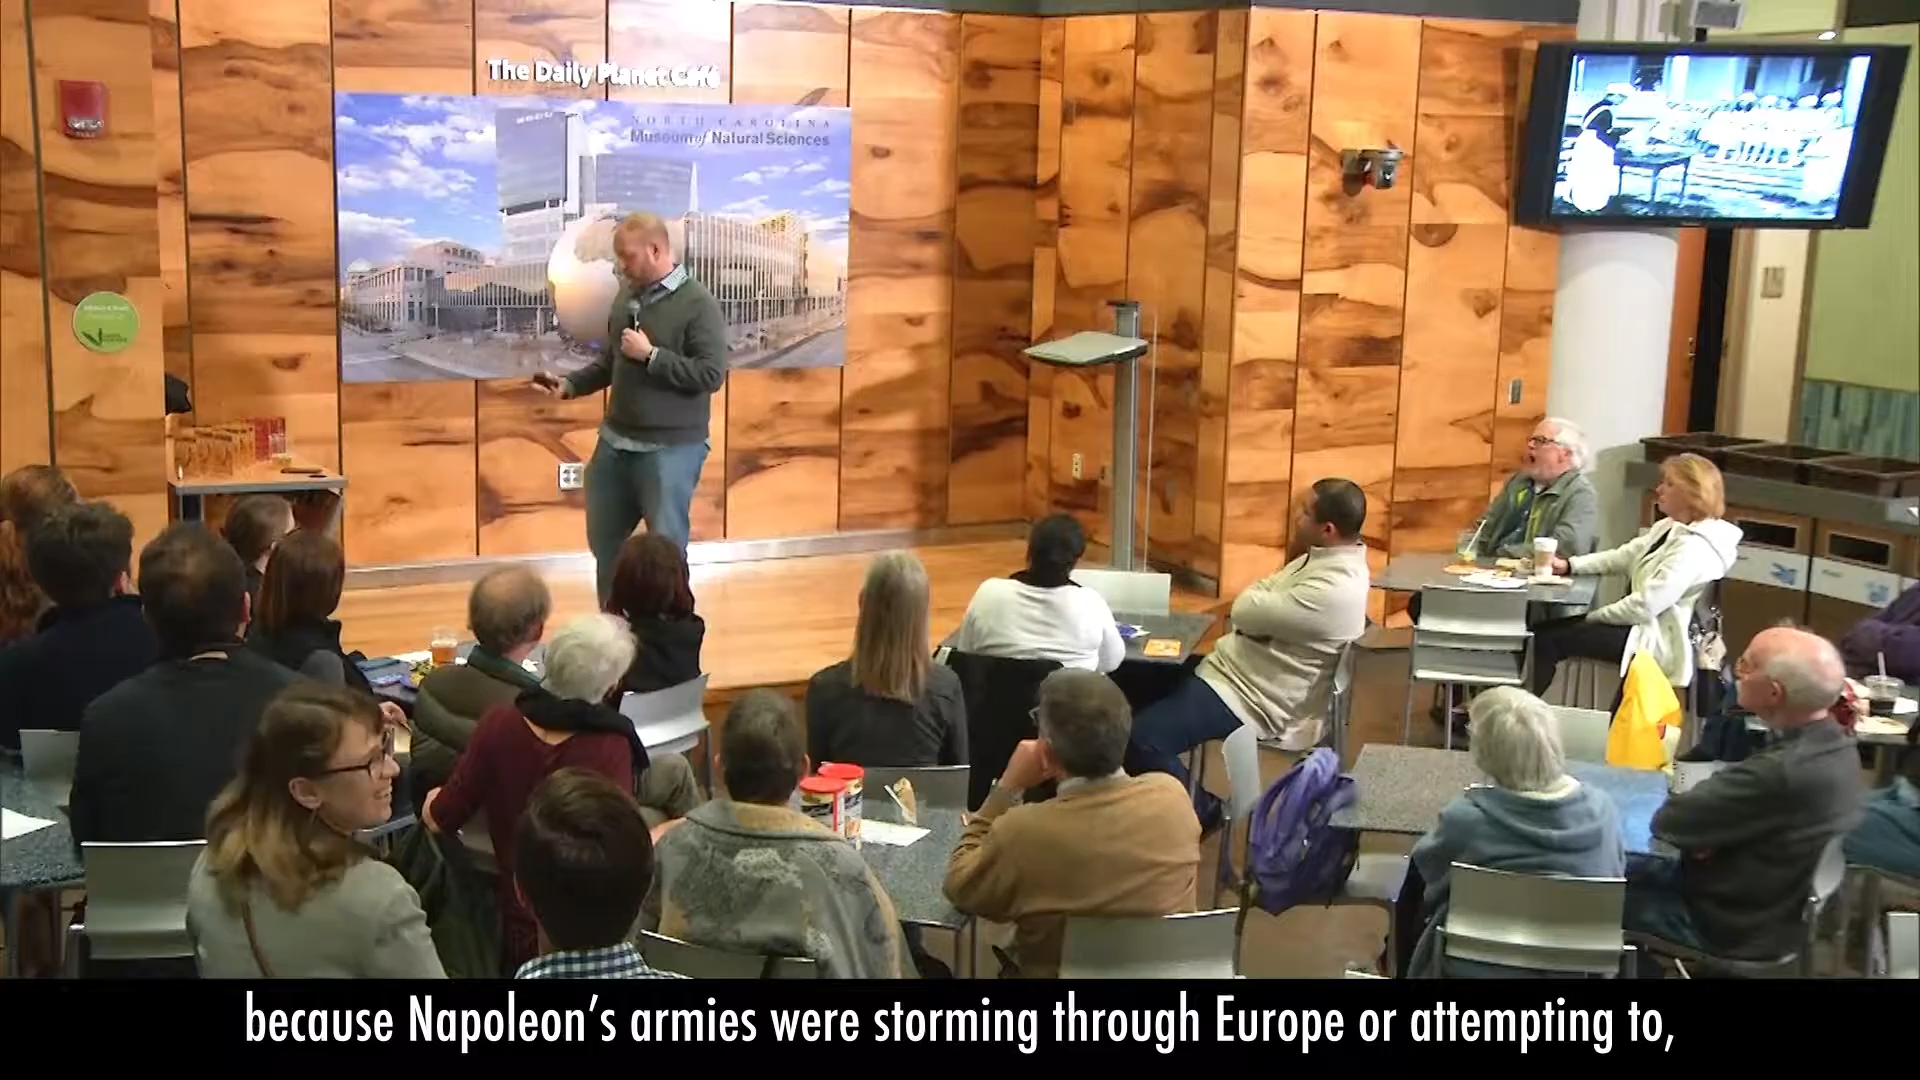 The Daily Planet Café
NORTH CAROLINA
Museum of Natural Sciences
because Napoleon's armies were storming through Europe or attempting to,